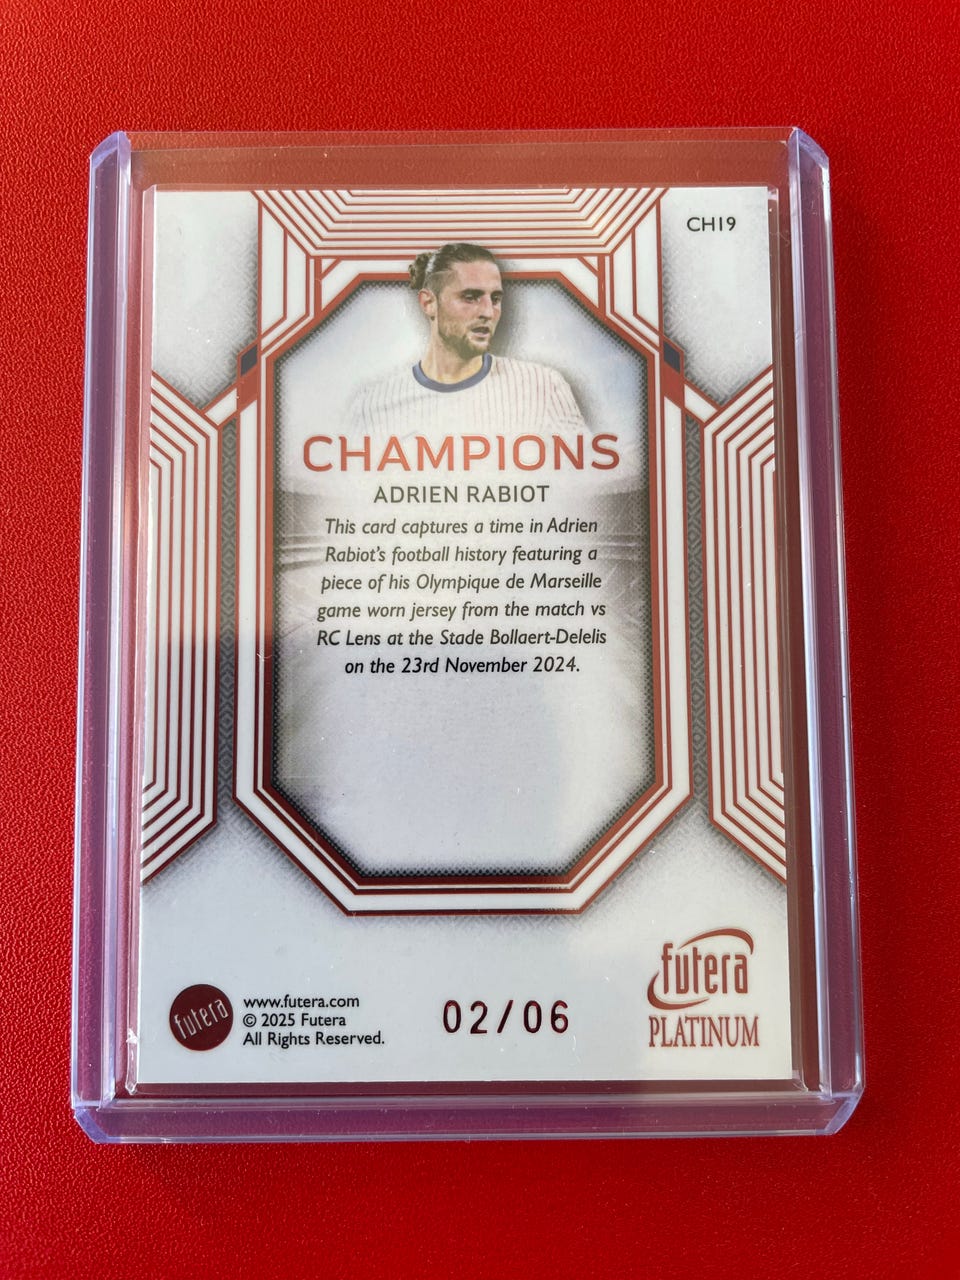 CH19
CHAMPIONS
ADRIEN RABIOT
This card captures a time in Adrien
Rabiot's football history featuring a
piece of his Olympique de Marseille
game worn jersey from the match vs
RC Lens at the Stade Bollaert-Delelis
on the 23rd November 2024.
futera
www.futera.com
© 2025 Futera
All Rights Reserved.
02/06
futera
PLATINUM